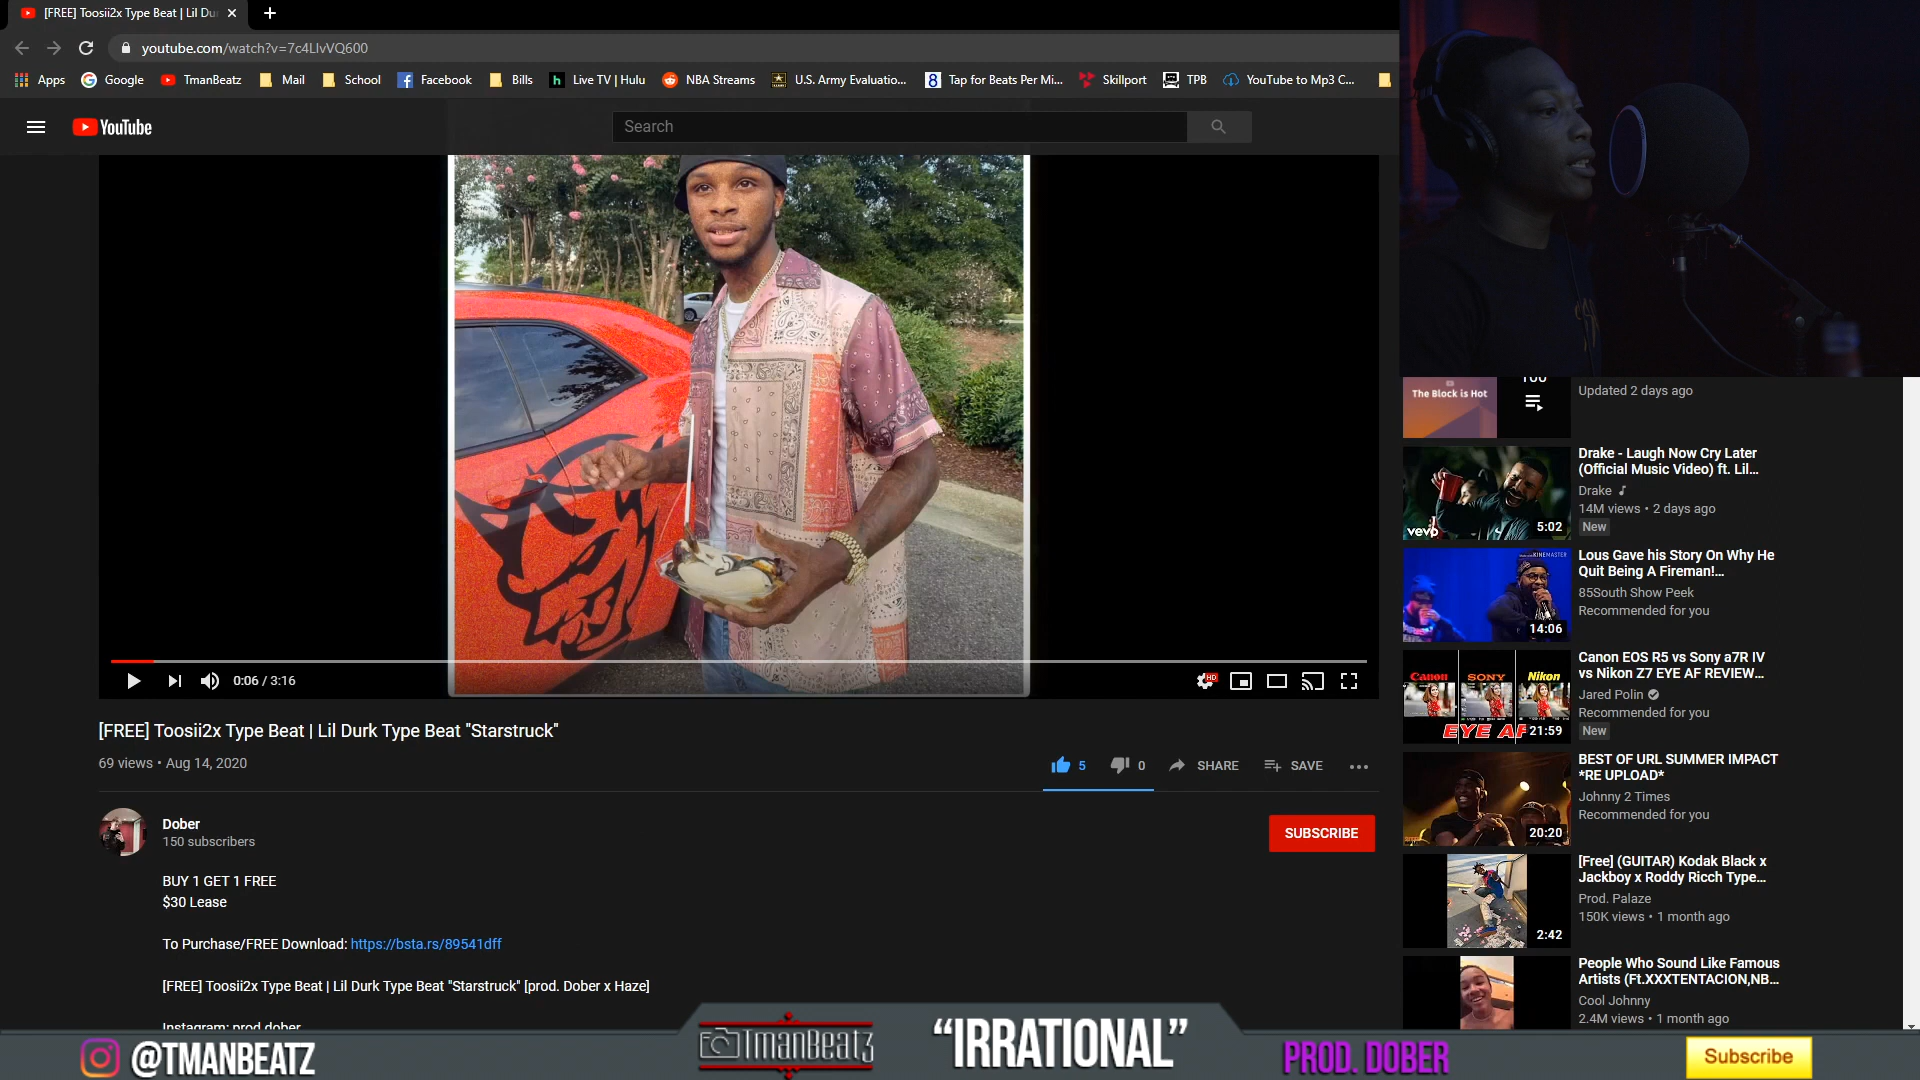 [FREE] Toosii2x Type Beat | Lil Du
youtube.com/watch?v=7c4LIvVQ600
Apps Google TmanBeatz Mail School Facebook Bills Live TV | Hulu NBA Streams U.S. Army Evaluatio... Tap for Beats Per Mi... Skillport TPB YouTube to Mp3 C...
YouTube
Search
0:06 / 3:16
HD
[FREE] Toosii2x Type Beat | Lil Durk Type Beat "Starstruck"
69 views • Aug 14, 2020
5 0 SHARE SAVE
Dober
150 subscribers
SUBSCRIBE
BUY 1 GET 1 FREE
$30 Lease
To Purchase/FREE Download: https://bsta.rs/89541dff
[FREE] Toosii2x Type Beat | Lil Durk Type Beat "Starstruck" [prod. Dober x Haze]
Instagram: prod.dober
The Block is Hot
Updated 2 days ago
Drake - Laugh Now Cry Later
(Official Music Video) ft. Lil...
Drake
14M views • 2 days ago
New
vevo
5:02
Lous Gave his Story On Why He
Quit Being A Fireman!...
85South Show Peek
Recommended for you
KINEMASTER
14:06
Canon EOS R5 vs Sony a7R IV
vs Nikon Z7 EYE AF REVIEW...
Jared Polin
Recommended for you
New
Canon SONY Nikon
EYE AF
21:59
BEST OF URL SUMMER IMPACT
*RE UPLOAD*
Johnny 2 Times
Recommended for you
20:20
[Free] (GUITAR) Kodak Black x
Jackboy x Roddy Ricch Type...
Prod. Palaze
150K views • 1 month ago
2:42
People Who Sound Like Famous
Artists (Ft.XXXTENTACION,NB...
Cool Johnny
2.4M views • 1 month ago
@TMANBEATZ
TmanBeatz
“IRRATIONAL”
PROD. DOBER
Subscribe